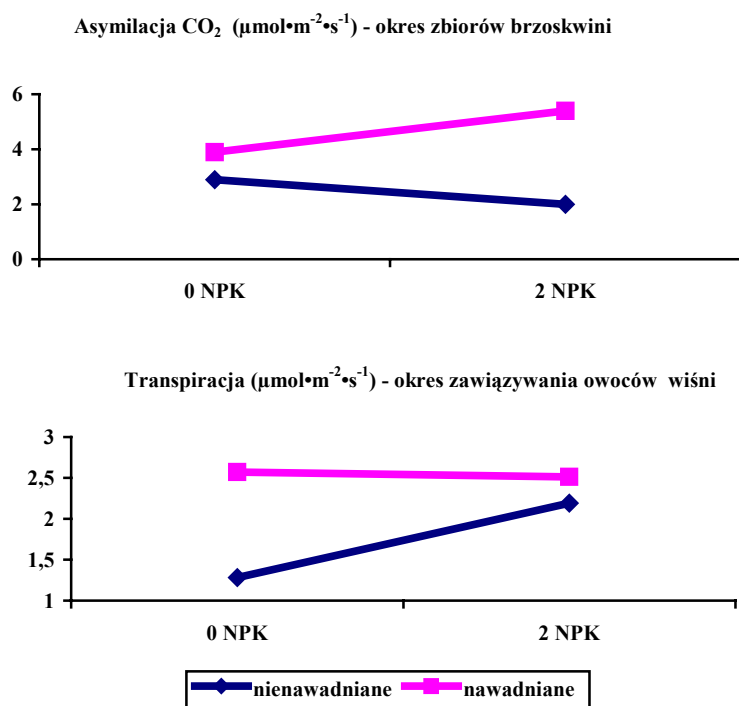 Asymilacja CO₂ (µmol•m⁻²•s⁻¹) - okres zbiorów brzoskwini
6
4
2
0
0 NPK 2 NPK
Transpiracja (µmol•m⁻²•s⁻¹) - okres zawiązywania owoców wiśni
3
2,5
2
1,5
1
0 NPK 2 NPK
nienawadniane nawadniane